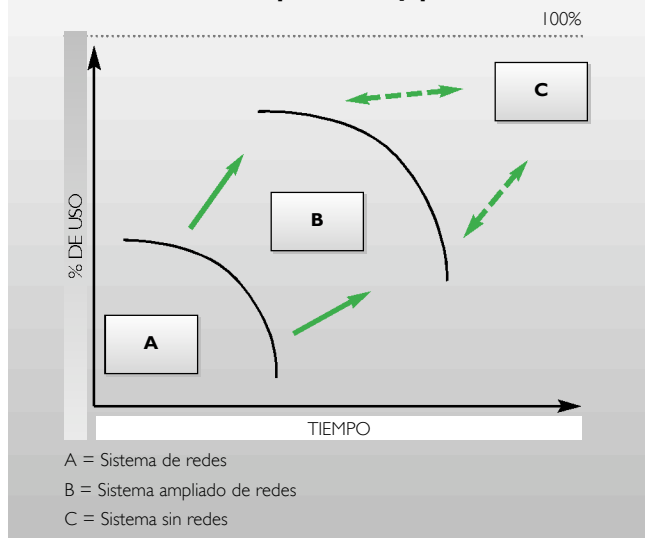 100%
C
B
% DE USO
A
TIEMPO
A = Sistema de redes
B = Sistema ampliado de redes
C = Sistema sin redes